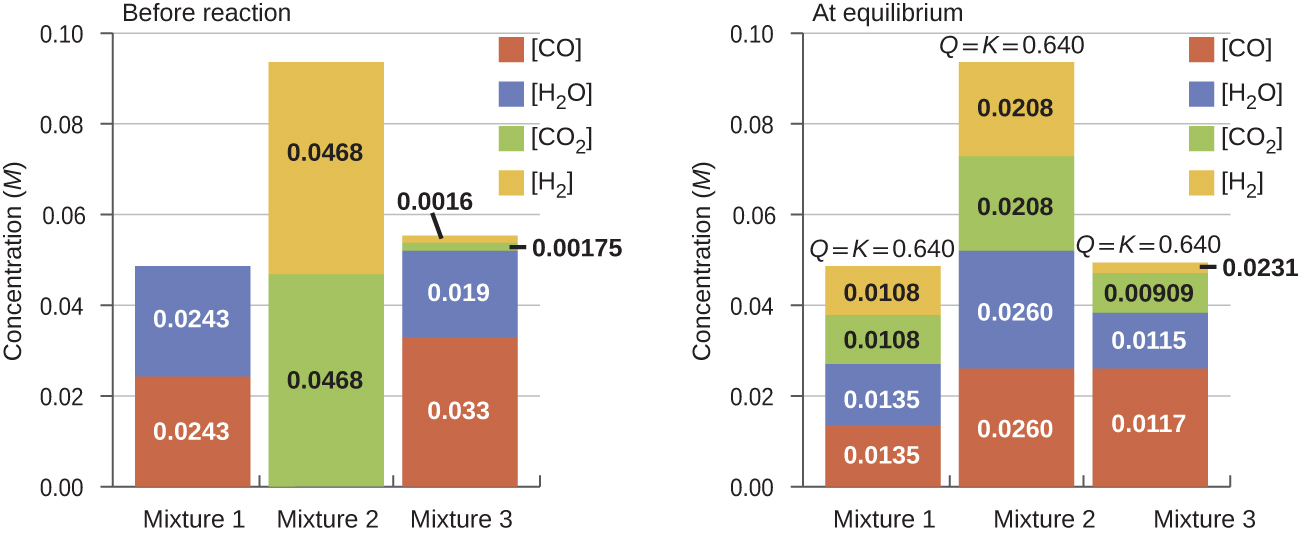 Before reaction
Concentration (M)
0.10
0.08
0.06
0.04
0.02
0.00
[CO]
[H2O]
[CO2]
[H2]
0.0243
0.0243
0.0468
0.0468
0.0016
0.00175
0.019
0.033
Mixture 1
Mixture 2
Mixture 3
At equilibrium
Concentration (M)
0.10
0.08
0.06
0.04
0.02
0.00
[CO]
[H2O]
[CO2]
[H2]
Q=K=0.640
0.0108
0.0108
0.0135
0.0135
Q=K=0.640
0.0208
0.0208
0.0260
0.0260
Q=K=0.640
0.0231
0.00909
0.0115
0.0117
Mixture 1
Mixture 2
Mixture 3